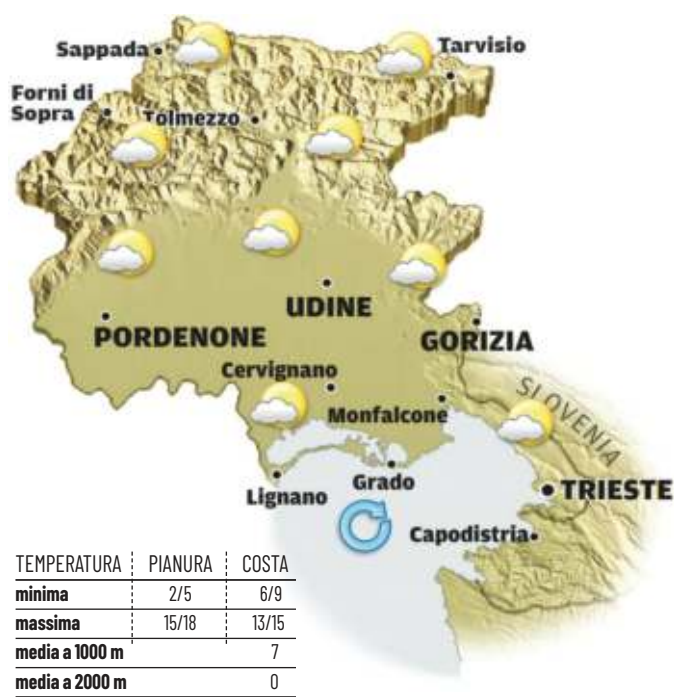 Sappada
Tarvisio
Forni di
Sopra
Tolmezzo
UDINE
PORDENONE
GORIZIA
Cervignano
SLOVENIA
Monfalcone
Lignano
Grado
TRIESTE
Capodistria
TEMPERATURA PIANURA COSTA
minima 2/5 6/9
massima 15/18 13/15
media a 1000 m 7
media a 2000 m 0